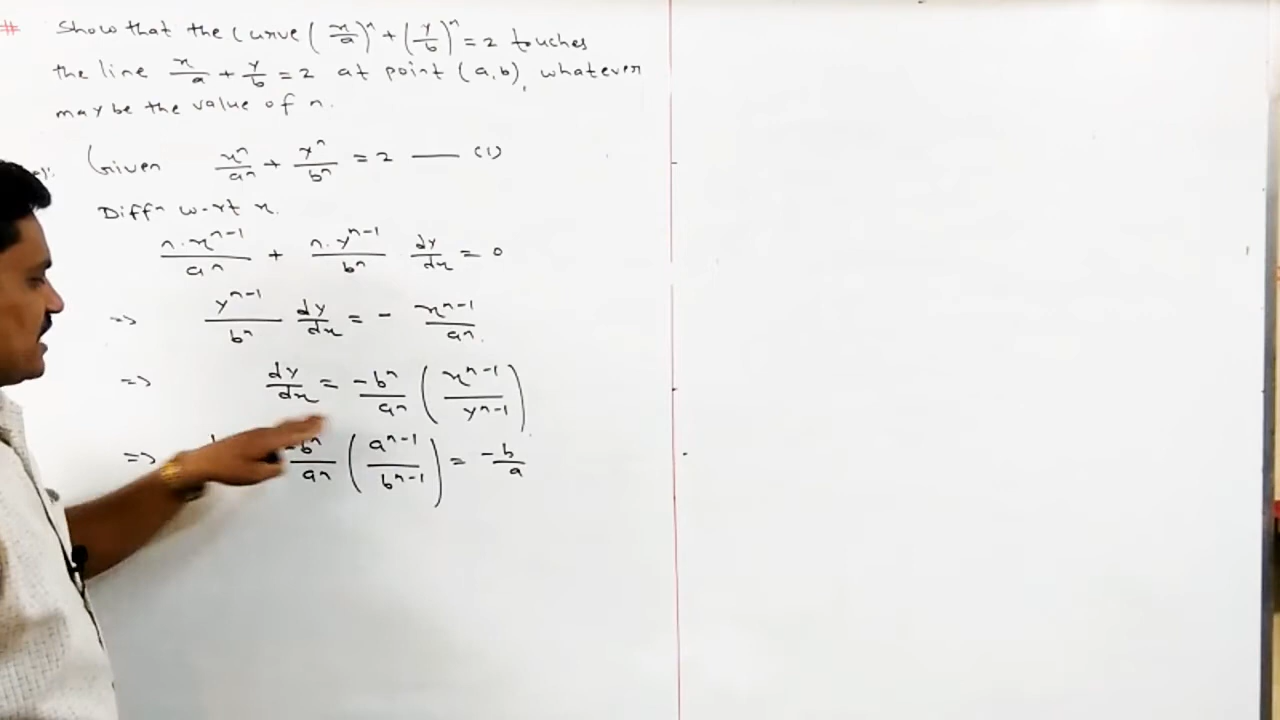 # Show that the Curve (x/a)^n + (y/b)^n = 2 touches
the line x/a + y/b = 2 at point (a,b), whatever
may be the value of n.
Given x^n/a^n + y^n/b^n = 2 —— (1)
Diffn w.r.t x.
n·x^(n-1)/a^n + n·y^(n-1)/b^n dy/dx = 0
=> y^(n-1)/b^n dy/dx = - x^(n-1)/a^n.
=> dy/dx = -b^n/a^n (x^(n-1)/y^(n-1))
=> -b^n/a^n (a^(n-1)/b^(n-1)) = -b/a